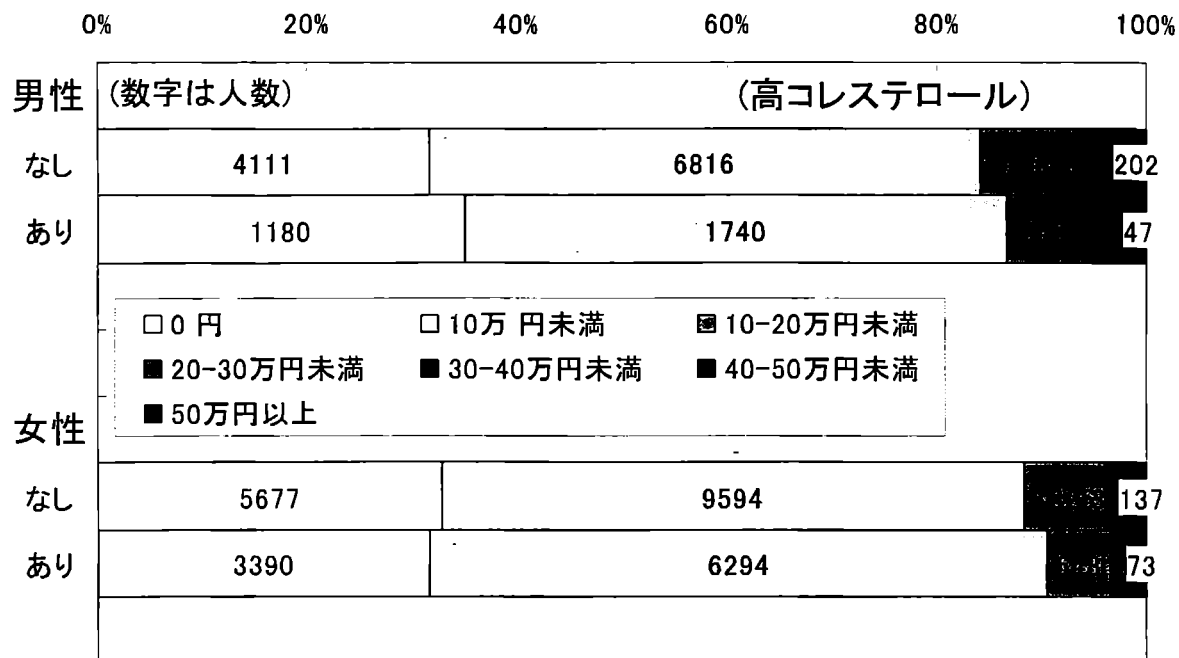 0% 20% 40% 60% 80% 100%
男性 (数字は人数) (高コレステロール)
なし 4111 6816 202
あり 1180 1740 47
0 円 10万 円未満 10-20万円未満
20-30万円未満 30-40万円未満 40-50万円未満
50万円以上
女性
なし 5677 9594 137
あり 3390 6294 73